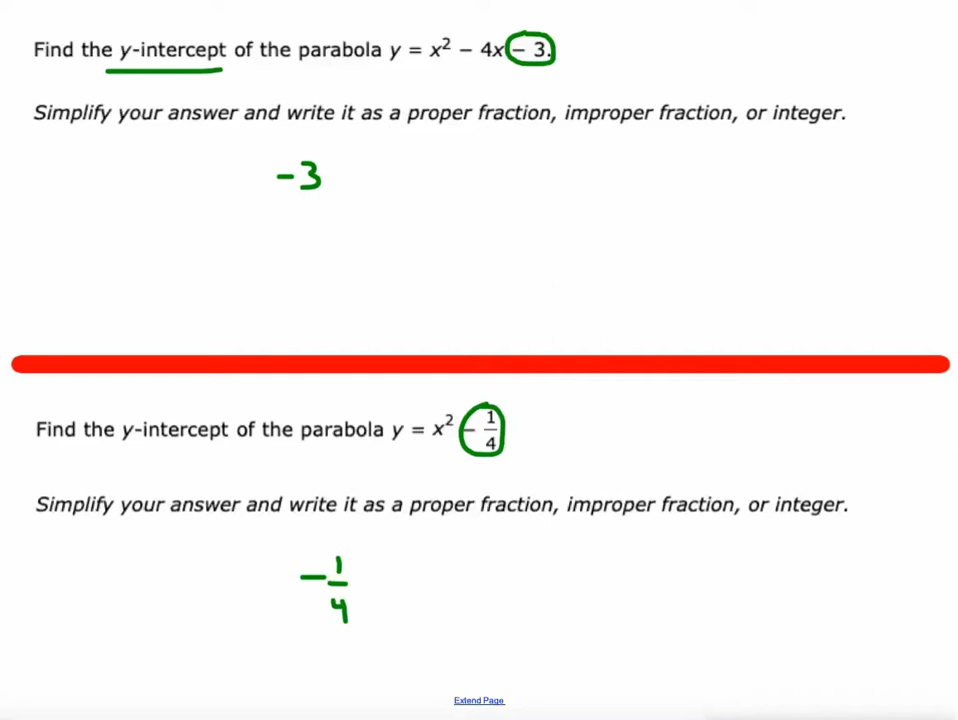 Find the y-intercept of the parabola y = x² − 4x − 3.
Simplify your answer and write it as a proper fraction, improper fraction, or integer.
−3
Find the y-intercept of the parabola y = x² − 1/4
Simplify your answer and write it as a proper fraction, improper fraction, or integer.
−1/4
Extend Page